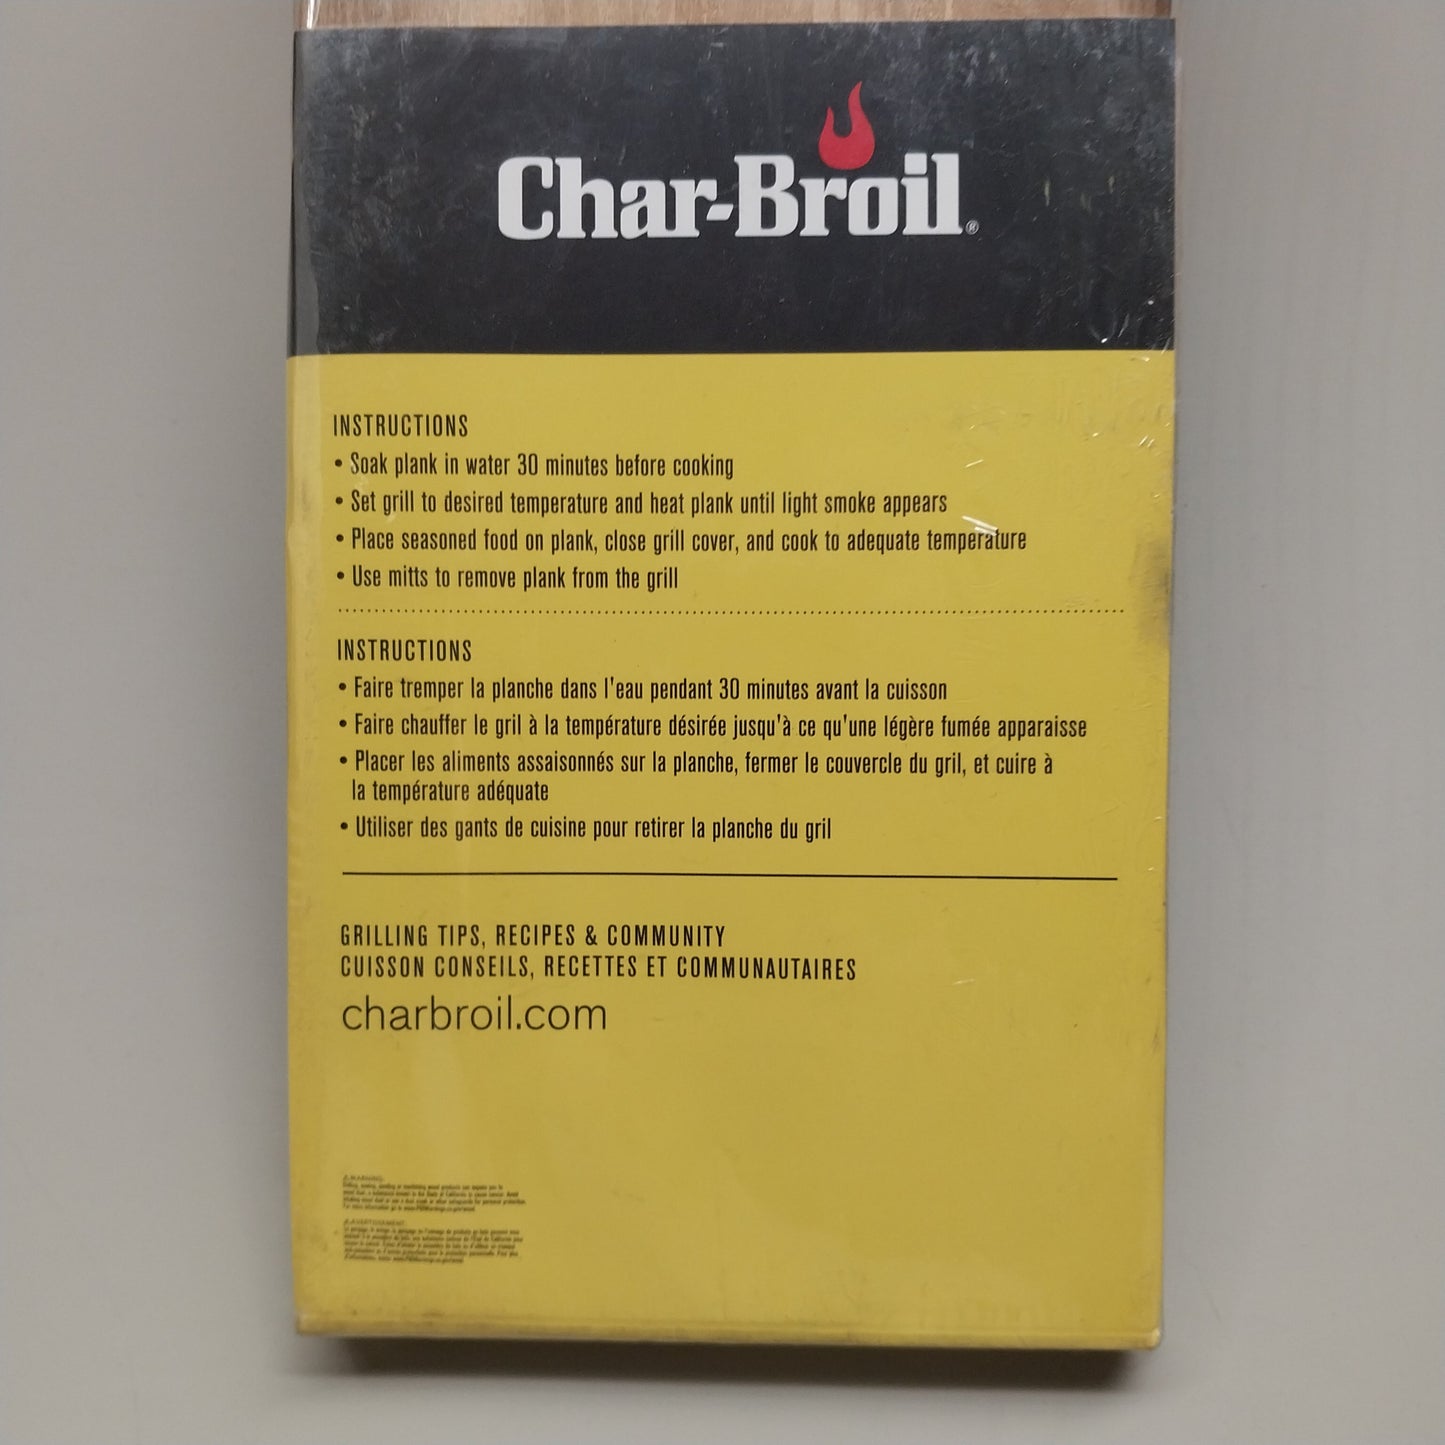 Char-Broil®
INSTRUCTIONS
• Soak plank in water 30 minutes before cooking
• Set grill to desired temperature and heat plank until light smoke appears
• Place seasoned food on plank, close grill cover, and cook to adequate temperature
• Use mitts to remove plank from the grill
INSTRUCTIONS
• Faire tremper la planche dans l'eau pendant 30 minutes avant la cuisson
• Faire chauffer le gril à la température désirée jusqu'à ce qu'une légère fumée apparaisse
• Placer les aliments assaisonnés sur la planche, fermer le couvercle du gril, et cuire à
la température adéquate
• Utiliser des gants de cuisine pour retirer la planche du gril
GRILLING TIPS, RECIPES & COMMUNITY
CUISSON CONSEILS, RECETTES ET COMMUNAUTAIRES
charbroil.com
⚠ WARNING:
⚠ AVERTISSEMENT